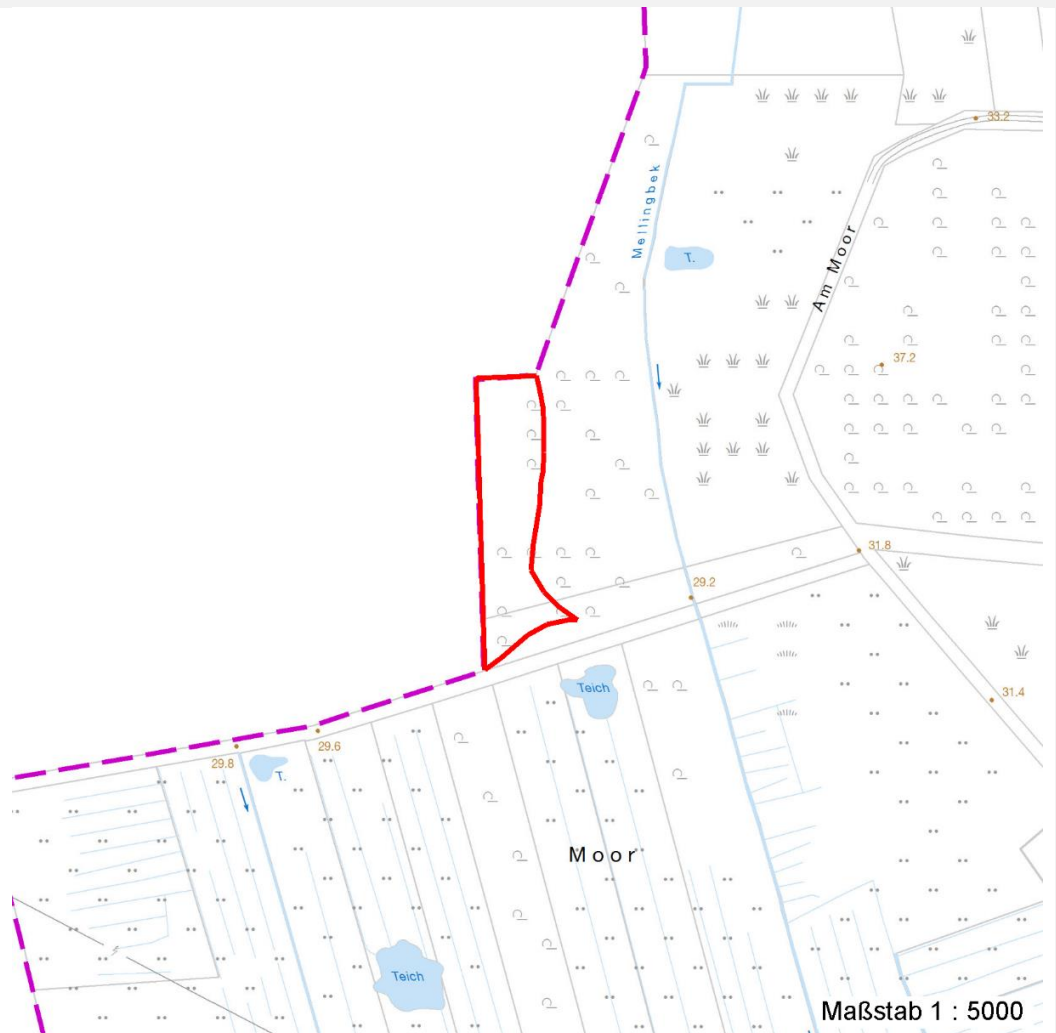 33.2
Mellingbek
Am Moor
T.
37.2
31.8
29.2
Teich
31.4
29.6
29.8
T.
Moor
Teich
Maßstab 1 : 5000